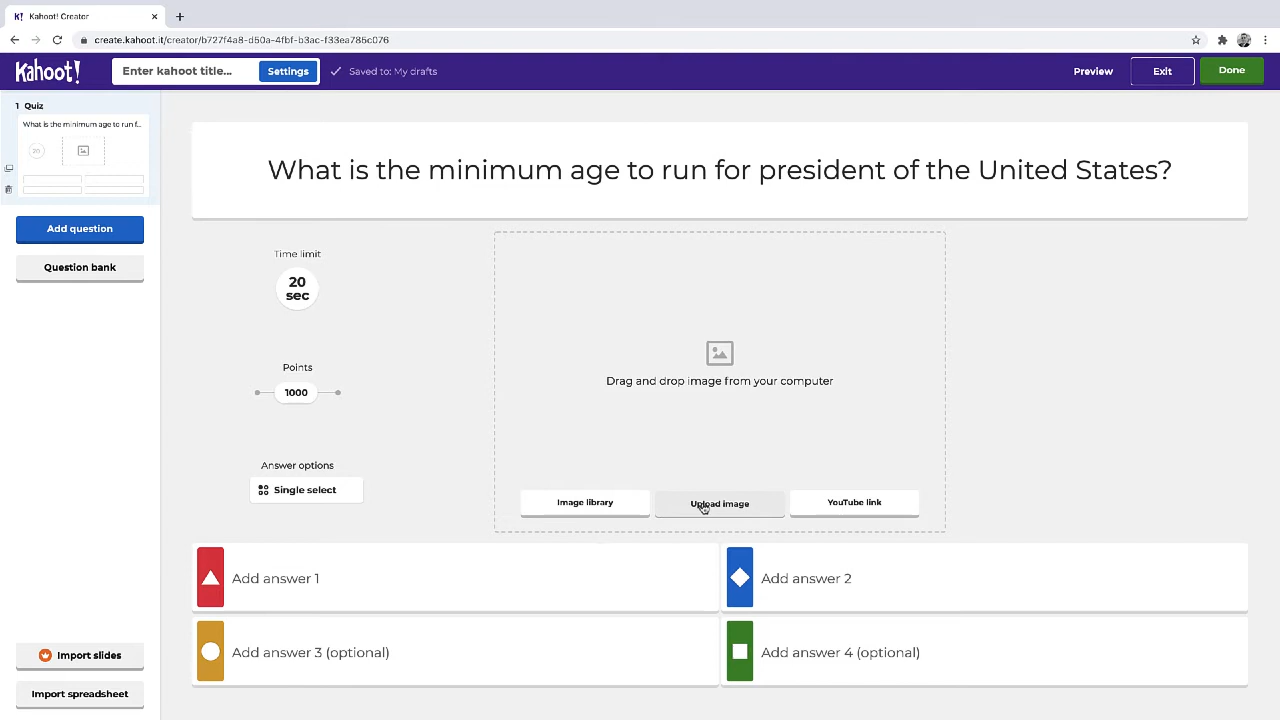 K! Kahoot! Creator
create.kahoot.it/creator/b727f4a8-d50a-4fbf-b3ac-f33ea785c076
Kahoot! Enter kahoot title... Settings Saved to: My drafts Preview Exit Done
1 Quiz
What is the minimum age to run f...
20
Add question
Question bank
What is the minimum age to run for president of the United States?
Time limit
20
sec
Points
1000
Answer options
Single select
Drag and drop image from your computer
Image library Upload image YouTube link
Add answer 1 Add answer 2
Add answer 3 (optional) Add answer 4 (optional)
Import slides
Import spreadsheet